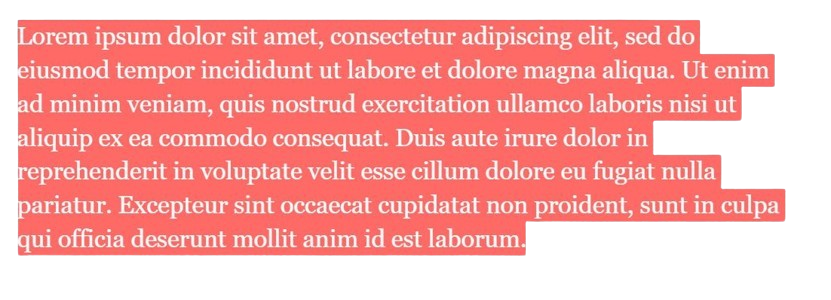 Lorem ipsum dolor sit amet, consectetur adipiscing elit, sed do
eiusmod tempor incididunt ut labore et dolore magna aliqua. Ut enim
ad minim veniam, quis nostrud exercitation ullamco laboris nisi ut
aliquip ex ea commodo consequat. Duis aute irure dolor in
reprehenderit in voluptate velit esse cillum dolore eu fugiat nulla
pariatur. Excepteur sint occaecat cupidatat non proident, sunt in culpa
qui officia deserunt mollit anim id est laborum.